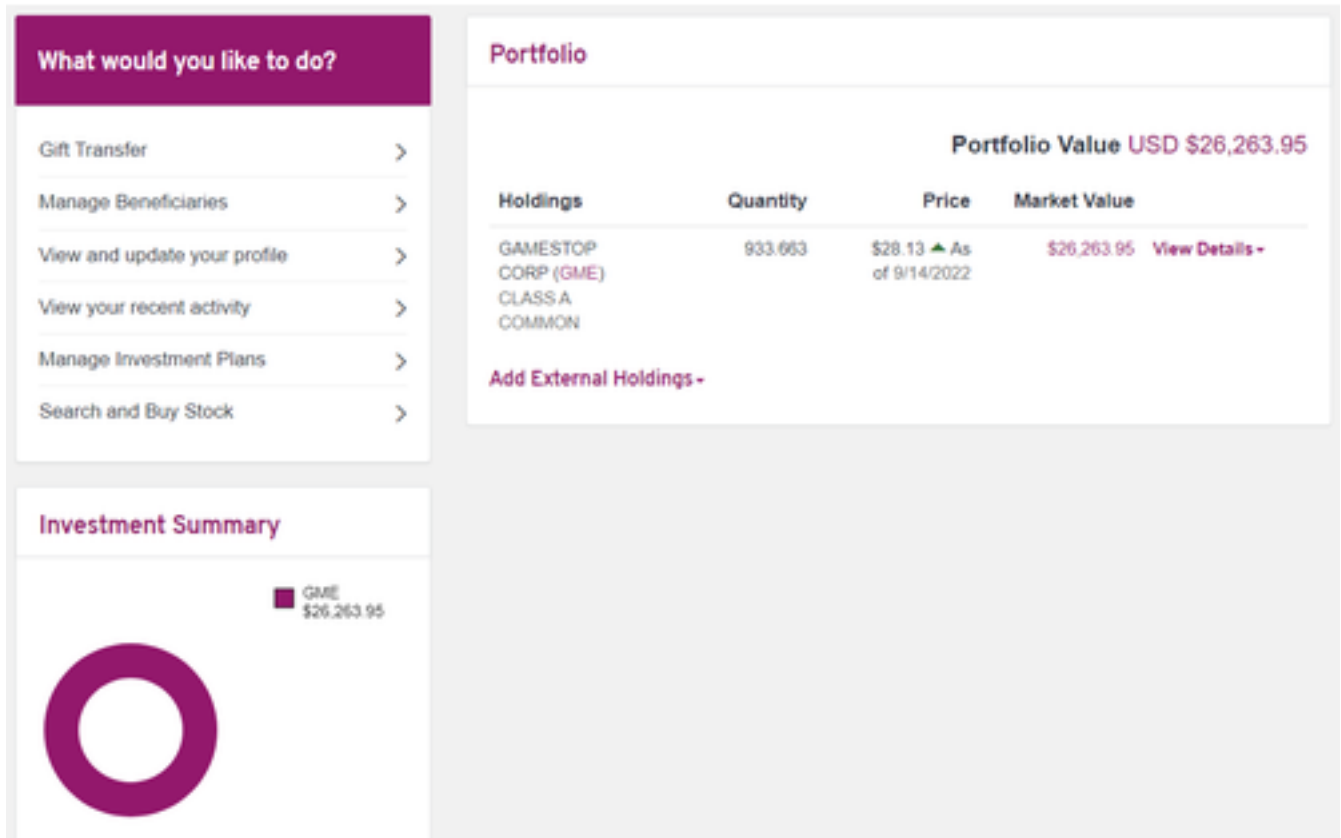 What would you like to do?
Gift Transfer
Manage Beneficiaries
View and update your profile
View your recent activity
Manage Investment Plans
Search and Buy Stock
Investment Summary
GME
$26,263.95
Portfolio
Portfolio Value USD $26,263.95
Holdings Quantity Price Market Value
GAMESTOP 933.663 $28.13 As $26,263.95 View Details
CORP (GME) of 9/14/2022
CLASS A
COMMON
Add External Holdings